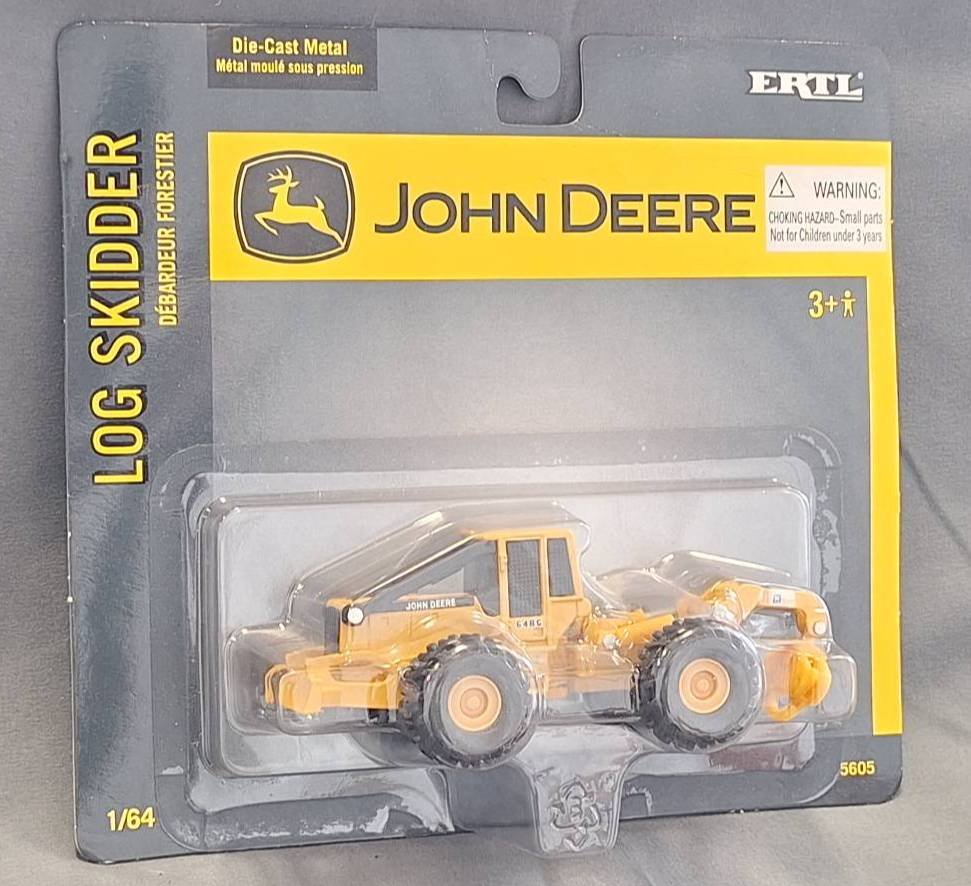 Die-Cast Metal
Métal moulé sous pression
ERTL
LOG SKIDDER
DÉBARDEUR FORESTIER
JOHN DEERE
WARNING:
CHOKING HAZARD–Small parts
Not for Children under 3 years
3+
JOHN DEERE
648G
5605
1/64